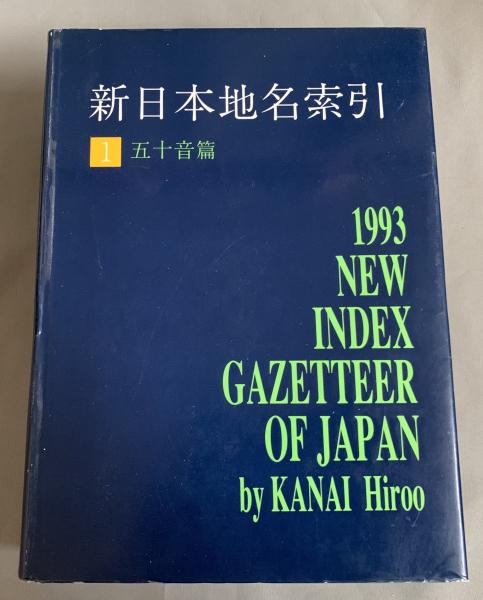 新日本地名索引
1 五十音篇
1993
NEW
INDEX
GAZETTEER
OF JAPAN
by KANAI Hiroo